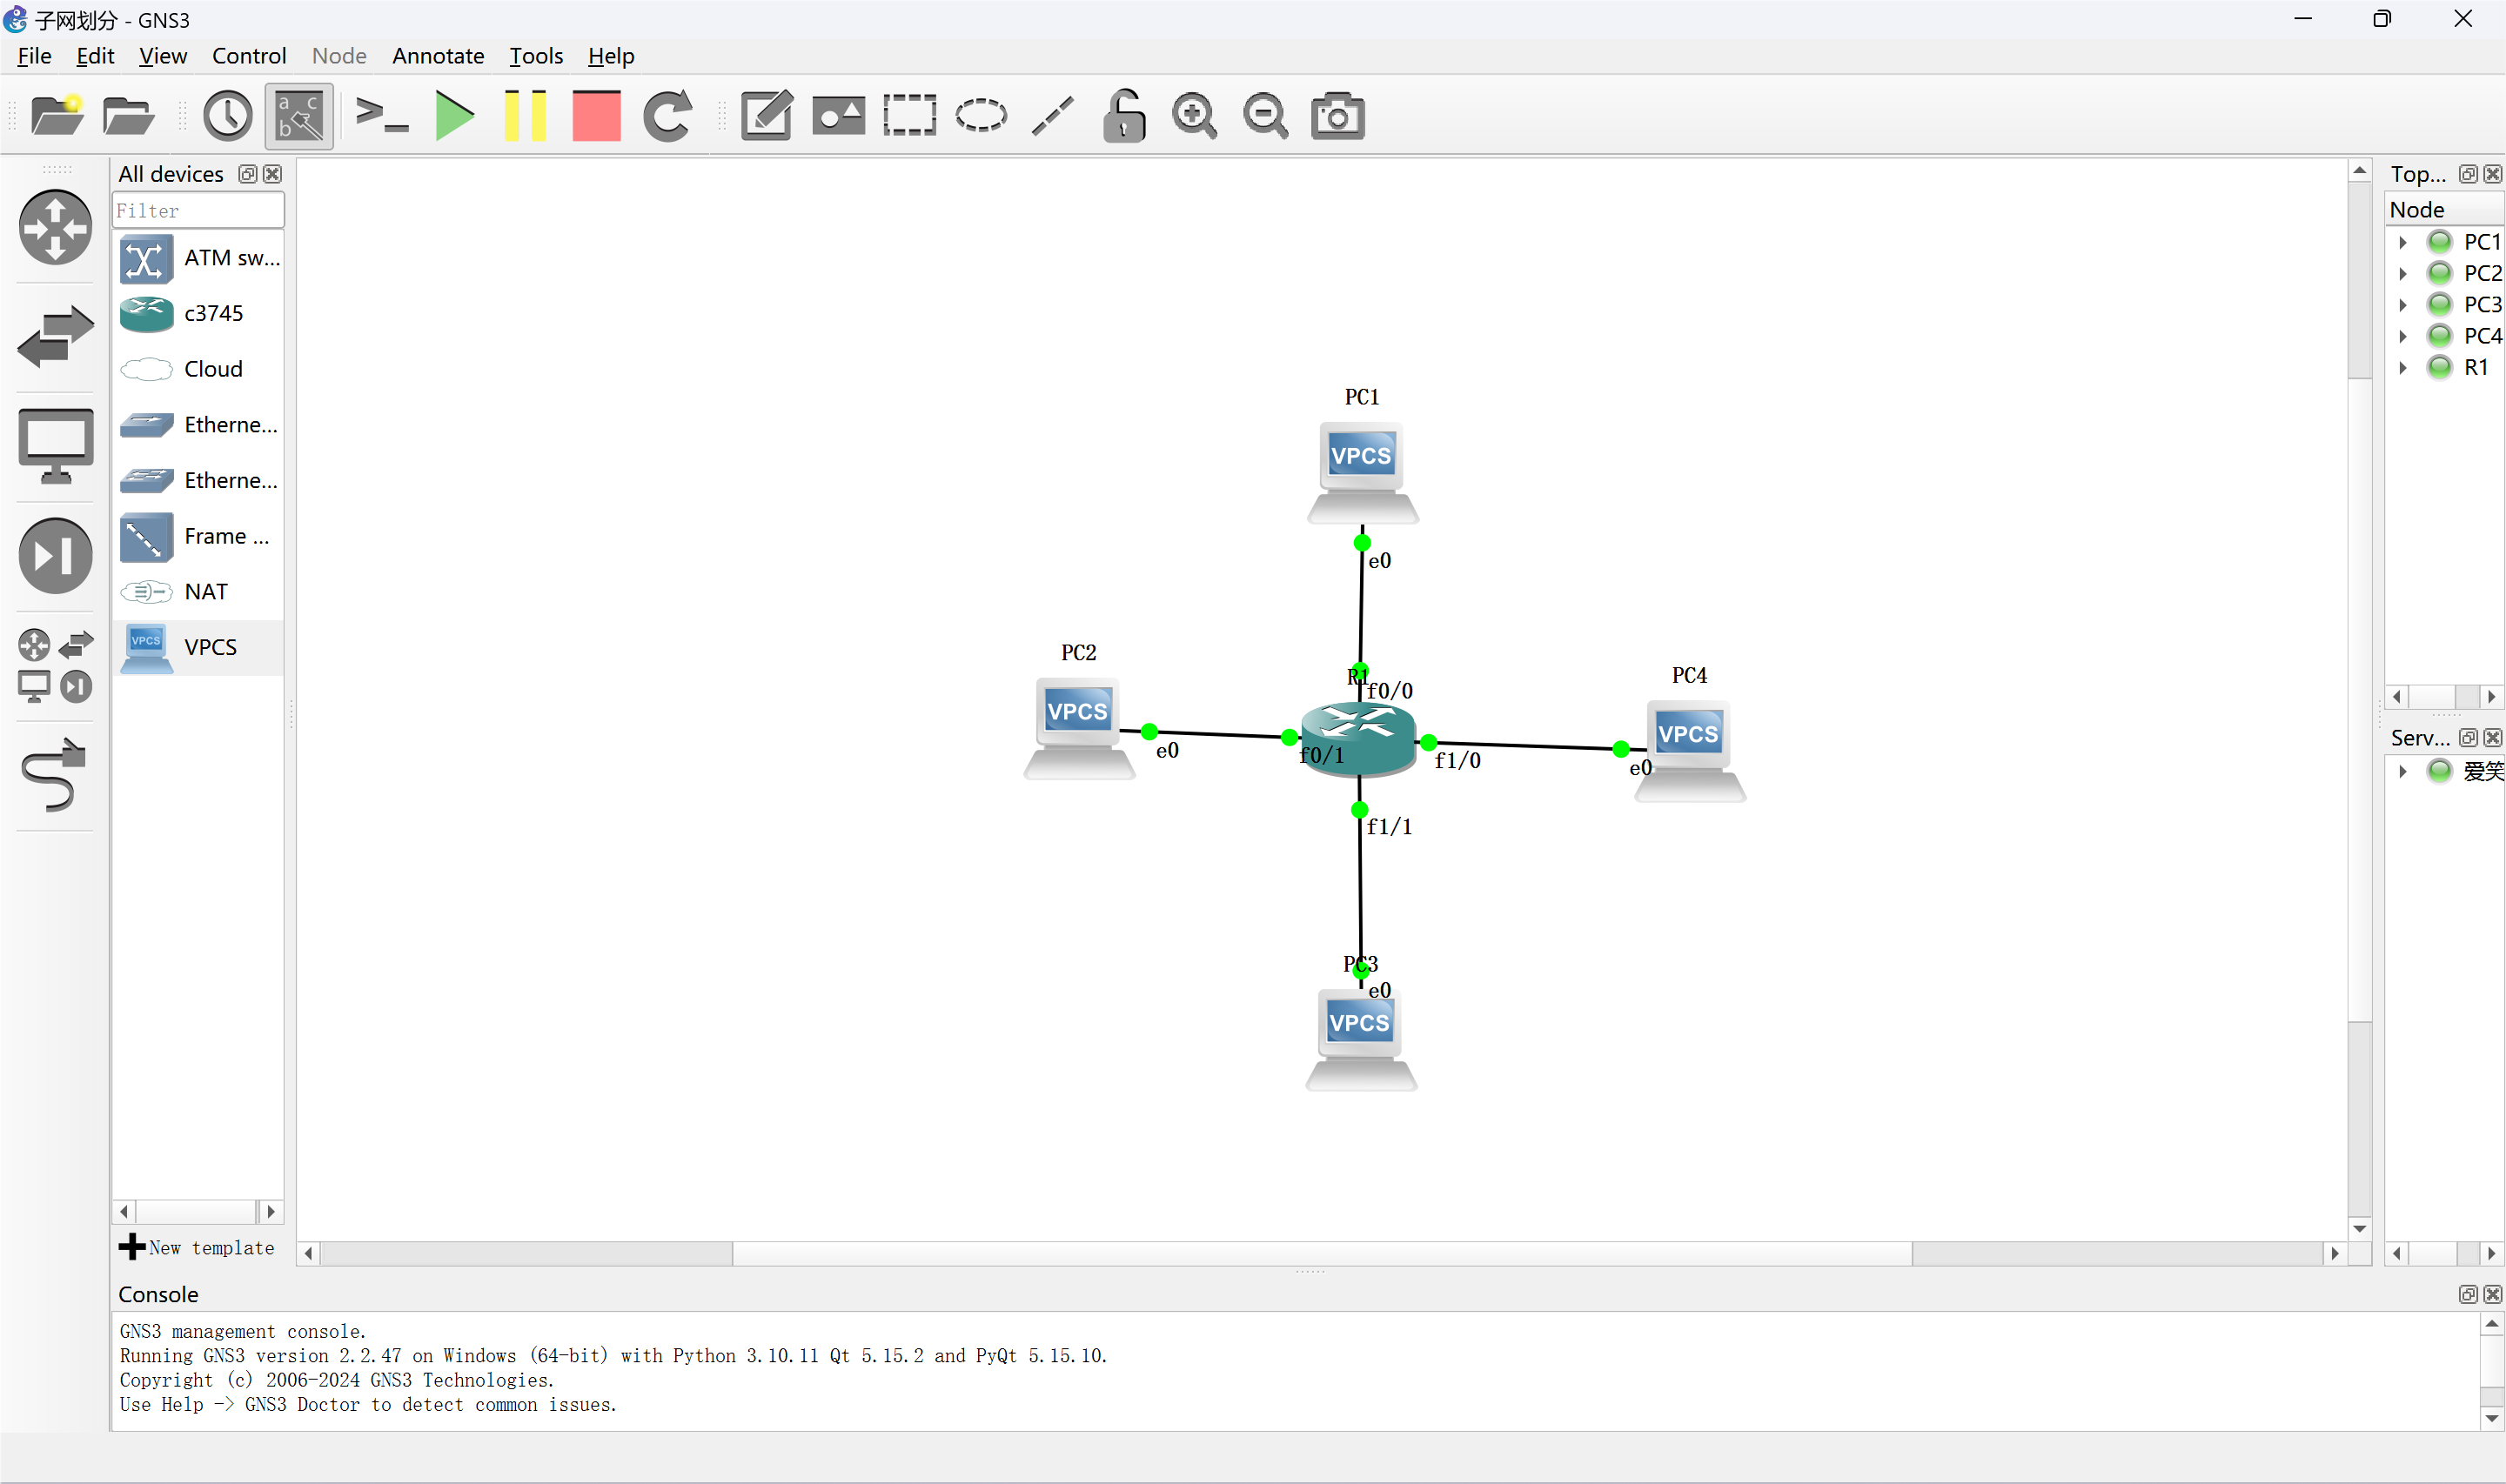 子网划分 - GNS3
File Edit View Control Node Annotate Tools Help
a c
b
All devices
Filter
ATM sw...
c3745
Cloud
Etherne...
Etherne...
Frame ...
NAT
VPCS
VPCS
New template
PC1
VPCS
e0
PC2
VPCS
e0
R1
f0/0
f0/1
f1/0
f1/1
PC4
VPCS
e0
PC3
e0
VPCS
Top...
Node
PC1
PC2
PC3
PC4
R1
Serv...
爱笑
Console
GNS3 management console.
Running GNS3 version 2.2.47 on Windows (64-bit) with Python 3.10.11 Qt 5.15.2 and PyQt 5.15.10.
Copyright (c) 2006-2024 GNS3 Technologies.
Use Help -> GNS3 Doctor to detect common issues.